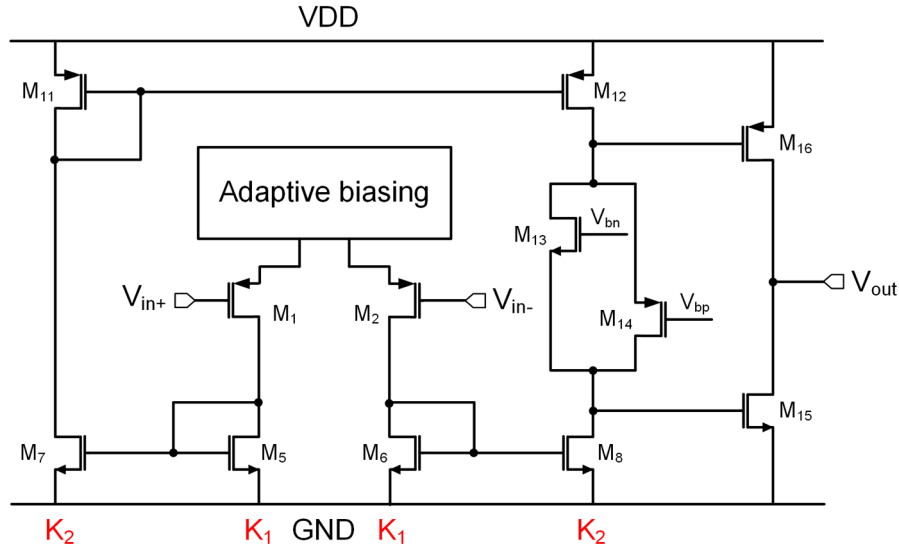 VDD
M11
M12
M16
Adaptive biasing
M13
Vbn
Vin+
M1
M2
Vin-
M14
Vbp
Vout
M15
M7
M5
M6
M8
K2
K1
GND
K1
K2